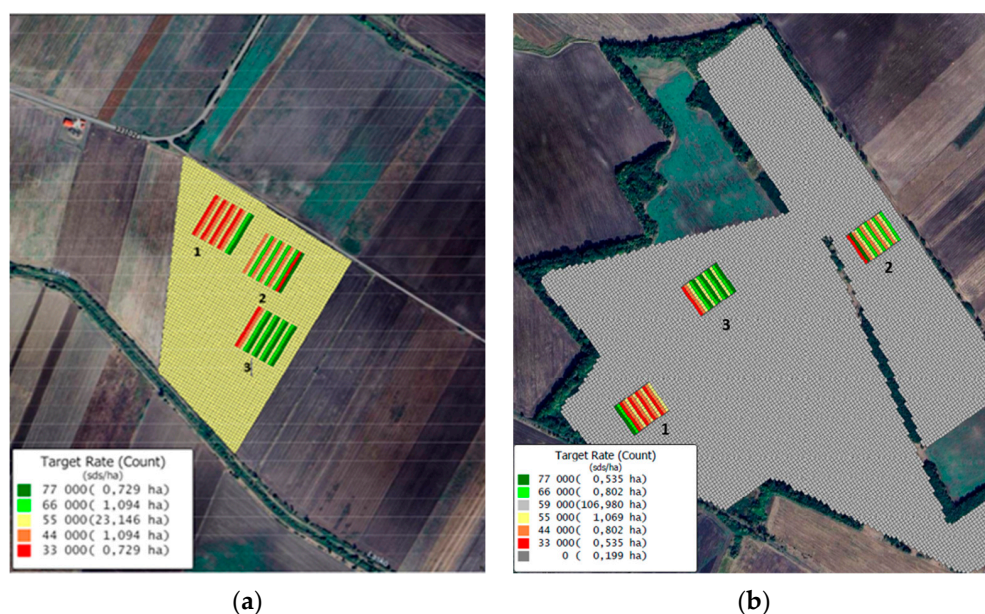 1
2
3
Target Rate (Count)
(sds/ha)
77 000( 0,729 ha)
66 000( 1,094 ha)
55 000(23,146 ha)
44 000( 1,094 ha)
33 000( 0,729 ha)
(a)
2
3
1
Target Rate (Count)
(sds/ha)
77 000( 0,535 ha)
66 000( 0,802 ha)
59 000(106,980 ha)
55 000( 1,069 ha)
44 000( 0,802 ha)
33 000( 0,535 ha)
0 ( 0,199 ha)
(b)